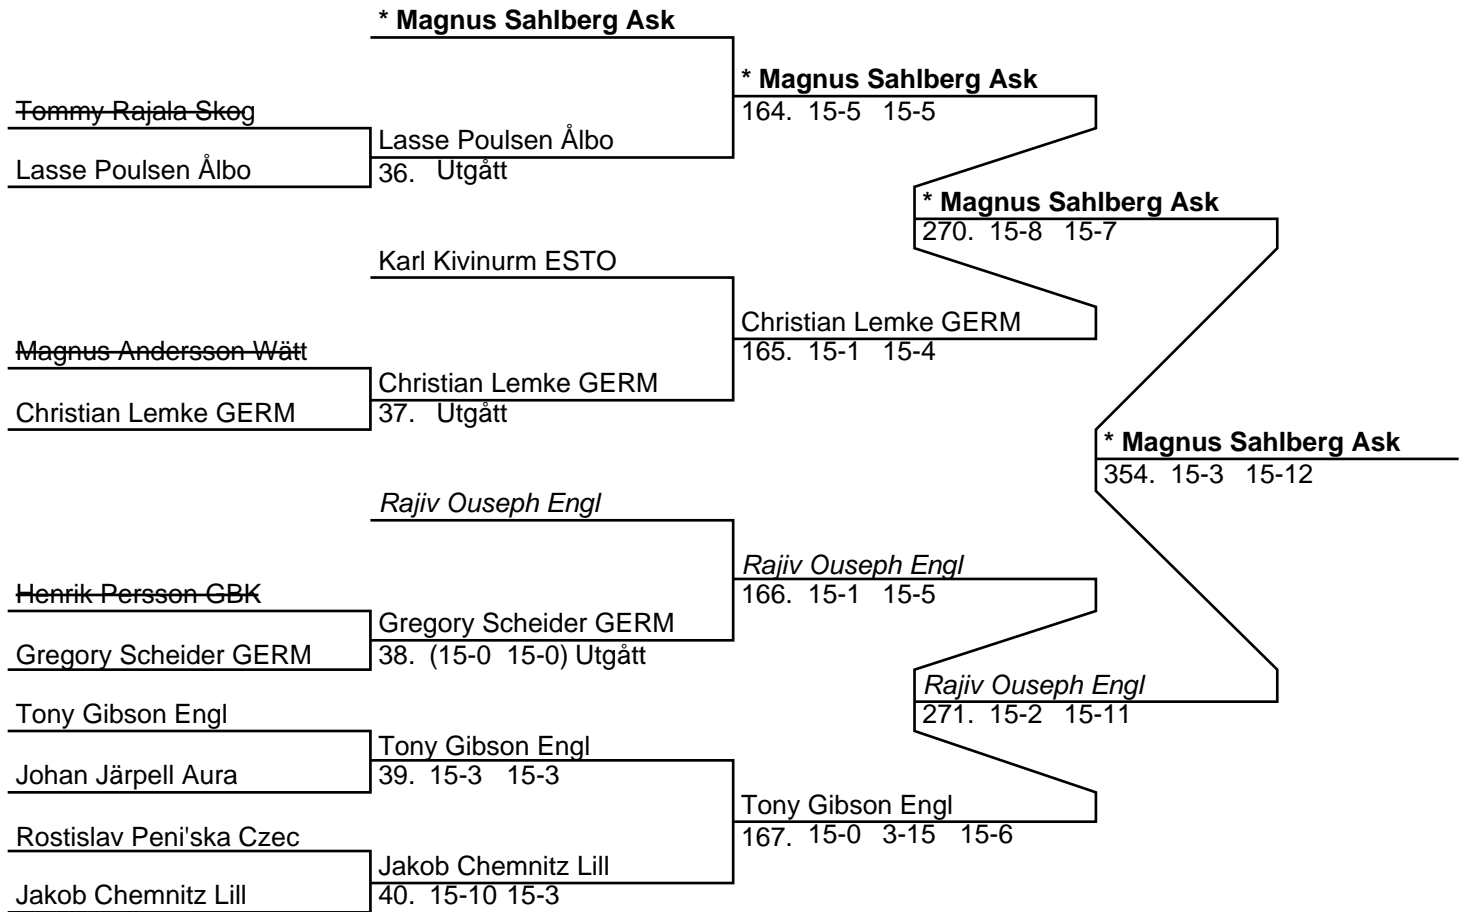 * Magnus Sahlberg Ask
* Magnus Sahlberg Ask
164. 15-5 15-5
Tommy Rajala Skog
Lasse Poulsen Ålbo
36. Utgått
Lasse Poulsen Ålbo
* Magnus Sahlberg Ask
270. 15-8 15-7
Karl Kivinurm ESTO
Christian Lemke GERM
165. 15-1 15-4
Magnus Andersson Wätt
Christian Lemke GERM
37. Utgått
Christian Lemke GERM
* Magnus Sahlberg Ask
354. 15-3 15-12
Rajiv Ouseph Engl
Rajiv Ouseph Engl
166. 15-1 15-5
Henrik Persson GBK
Gregory Scheider GERM
38. (15-0 15-0) Utgått
Gregory Scheider GERM
Rajiv Ouseph Engl
271. 15-2 15-11
Tony Gibson Engl
Tony Gibson Engl
39. 15-3 15-3
Johan Järpell Aura
Tony Gibson Engl
167. 15-0 3-15 15-6
Rostislav Peni'ska Czec
Jakob Chemnitz Lill
40. 15-10 15-3
Jakob Chemnitz Lill